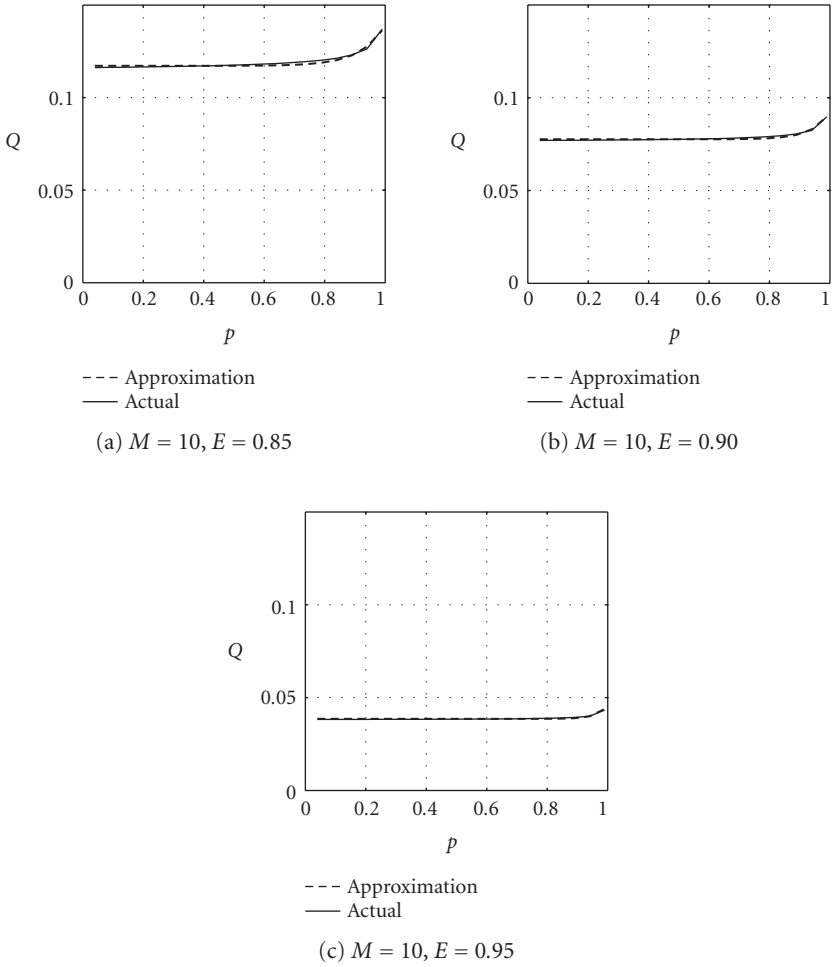 0.1
Q
0.05
0
0 0.2 0.4 0.6 0.8 1
p
Approximation
Actual
(a) M = 10, E = 0.85
0.1
Q
0.05
0
0 0.2 0.4 0.6 0.8 1
p
Approximation
Actual
(b) M = 10, E = 0.90
0.1
Q
0.05
0
0 0.2 0.4 0.6 0.8 1
p
Approximation
Actual
(c) M = 10, E = 0.95